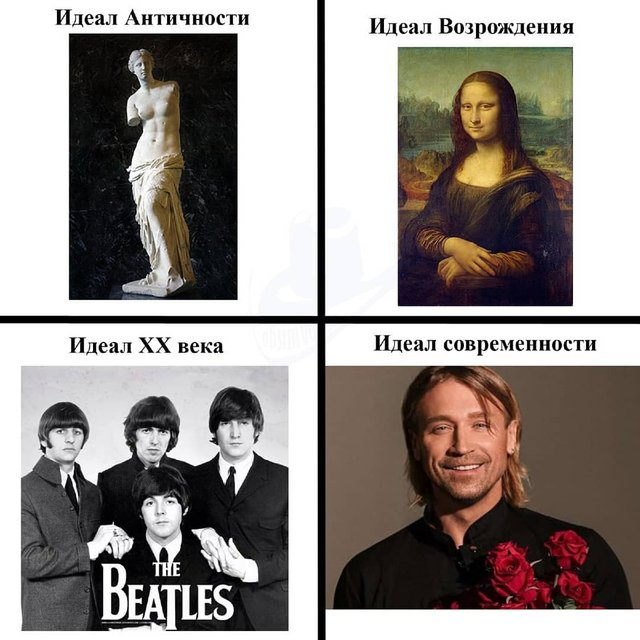 Идеал Античности
Идеал Возрождения
Идеал XX века
Идеал современности
THE
BEATLES